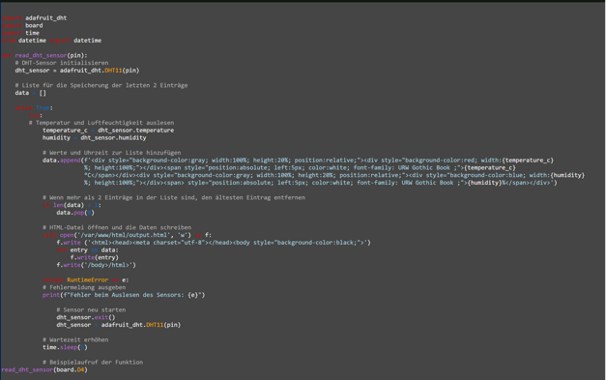 import adafruit_dht
import board
import time
from datetime import datetime
def read_dht_sensor(pin):
# DHT-Sensor initialisieren
dht_sensor = adafruit_dht.DHT11(pin)
# Liste für die Speicherung der letzten 2 Einträge
data = []
while True:
try:
# Temperatur und Luftfeuchtigkeit auslesen
temperature_c = dht_sensor.temperature
humidity = dht_sensor.humidity
# Werte und Uhrzeit zur Liste hinzufügen
data.append(f'<div style="background-color:gray; width:100%; height:20%; position:relative;"><div style="background-color:red; width:{temperature_c}
%; height:100%;"></div><span style="position:absolute; left:5px; color:white; font-family: URW Gothic Book ;">{temperature_c}
°C</span></div><div style="background-color:gray; width:100%; height:20%; position:relative;"><div style="background-color:blue; width:{humidity}
%; height:100%;"></div><span style="position:absolute; left:5px; color:white; font-family: URW Gothic Book ;">{humidity}%</span></div>')
# Wenn mehr als 2 Einträge in der Liste sind, den ältesten Eintrag entfernen
if len(data) > :
data.pop()
# HTML-Datei öffnen und die Daten schreiben
with open('/var/www/html/output.html', 'w') as f:
f.write ('<html><head><meta charset="utf-8"></head><body style="background-color:black;">')
for entry in data:
f.write(entry)
f.write('/body></html>')
except RuntimeError as e:
# Fehlermeldung ausgeben
print(f"Fehler beim Auslesen des Sensors: {e}")
# Sensor neu starten
dht_sensor.exit()
dht_sensor = adafruit_dht.DHT11(pin)
# Wartezeit erhöhen
time.sleep()
# Beispielaufruf der Funktion
read_dht_sensor(board.D4)